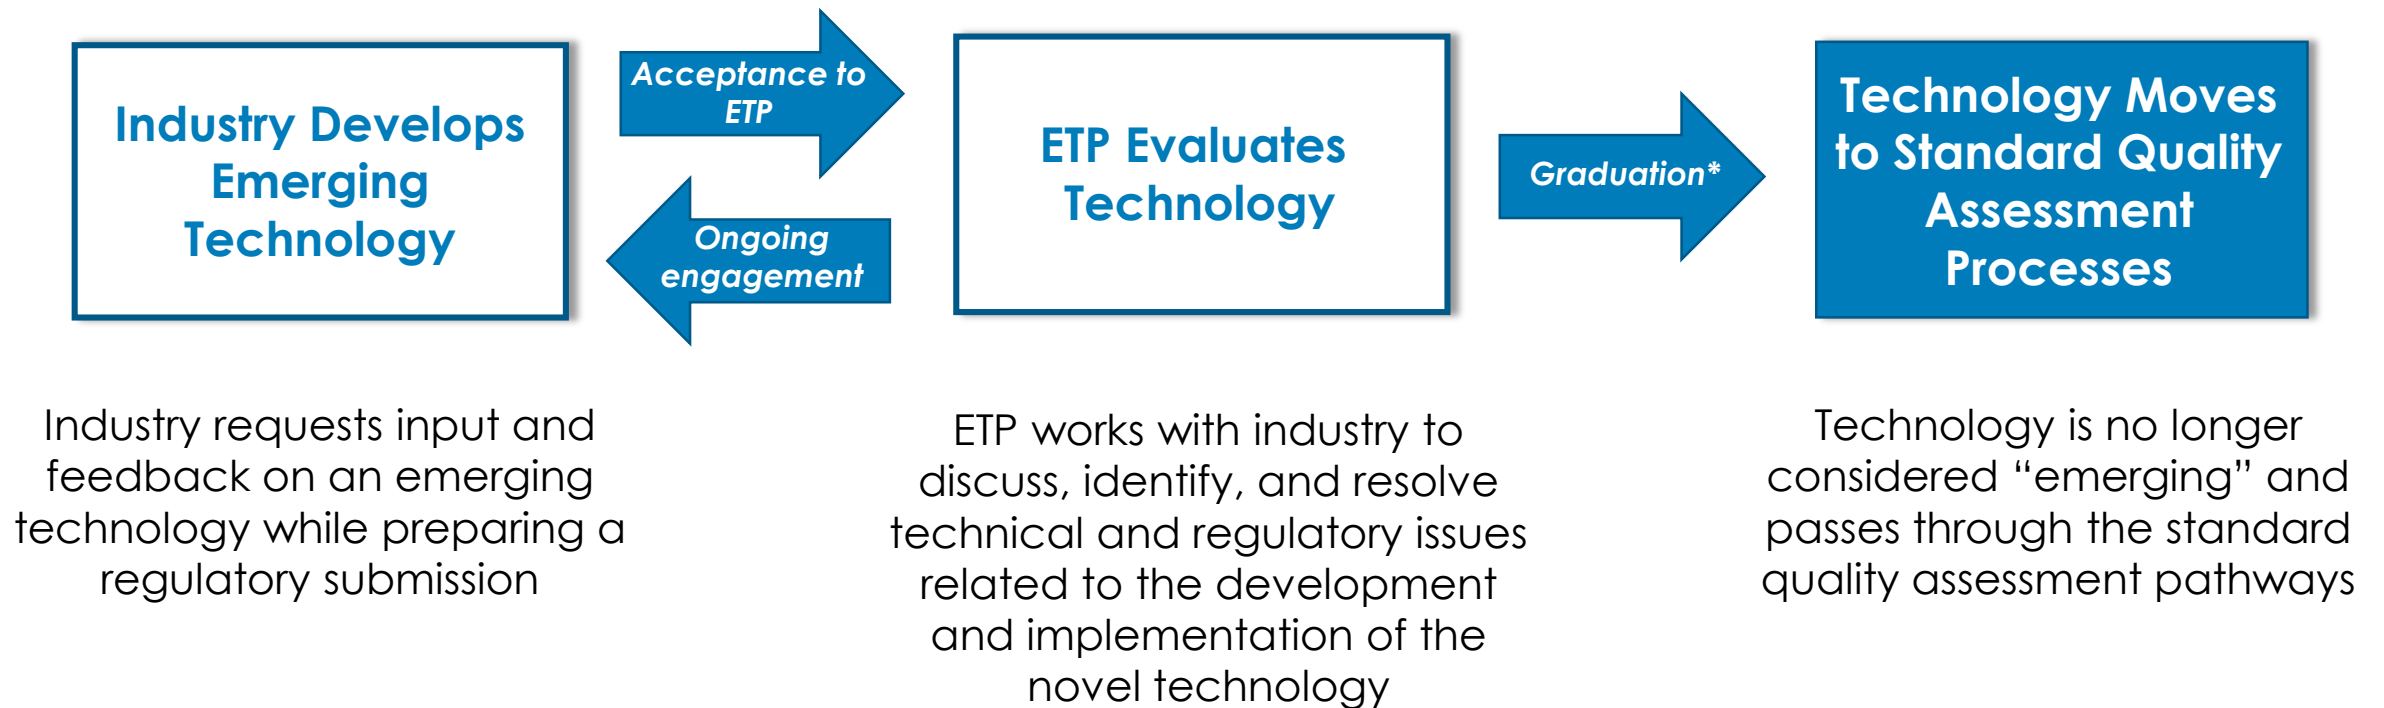 Industry Develops
Emerging
Technology
Acceptance to
ETP
Ongoing
engagement
ETP Evaluates
Technology
Graduation*
Technology Moves
to Standard Quality
Assessment
Processes
Industry requests input and
feedback on an emerging
technology while preparing a
regulatory submission
ETP works with industry to
discuss, identify, and resolve
technical and regulatory issues
related to the development
and implementation of the
novel technology
Technology is no longer
considered “emerging” and
passes through the standard
quality assessment pathways